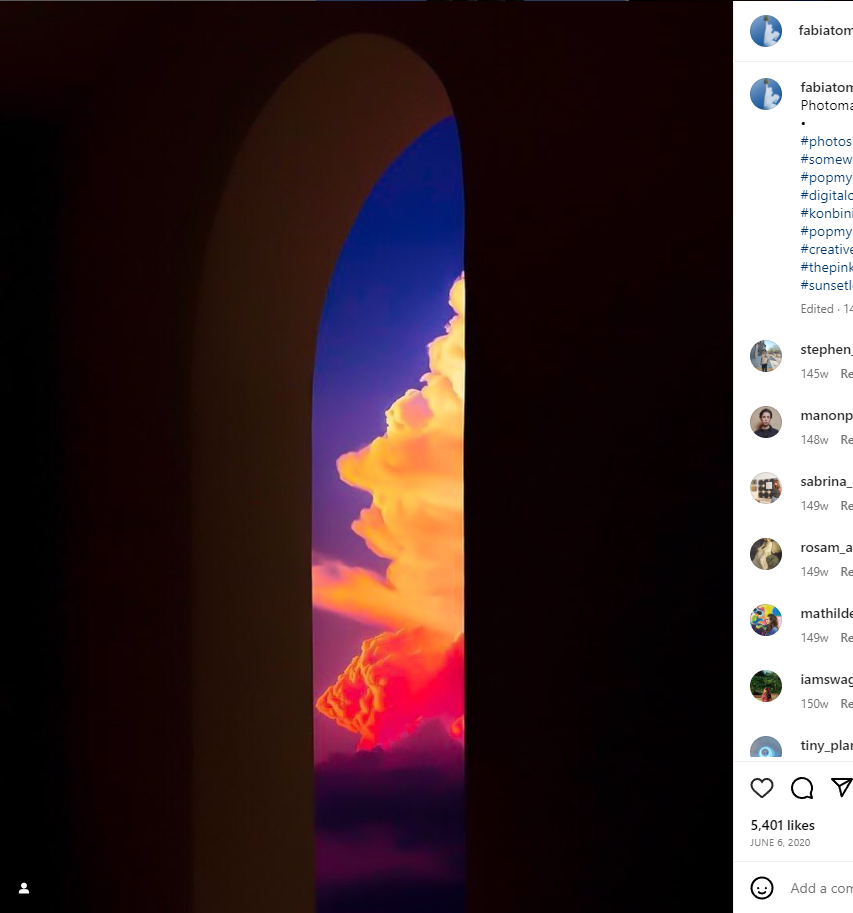 fabiatom
fabiatom
Photoma
•
#photos
#somew
#popmy
#digitalc
#konbini
#popmy
#creative
#thepink
#sunsetl
Edited · 14
stephen_
145w Re
manonp
148w Re
sabrina_
149w Re
rosam_a
149w Re
mathilde
149w Re
iamswag
150w Re
tiny_plan
5,401 likes
JUNE 6, 2020
Add a com